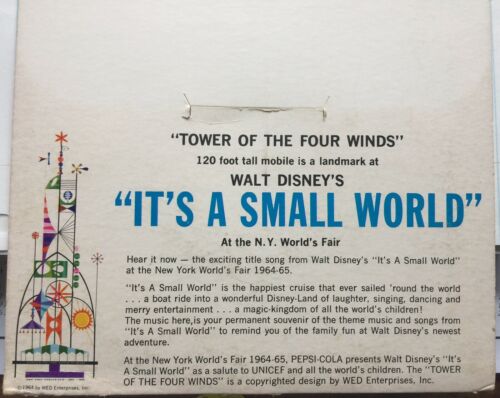 "TOWER OF THE FOUR WINDS"
120 foot tall mobile is a landmark at
WALT DISNEY'S
"IT'S A SMALL WORLD"
At the N.Y. World's Fair
Hear it now — the exciting title song from Walt Disney's "It's A Small World"
at the New York World's Fair 1964-65.
"It's A Small World" is the happiest cruise that ever sailed 'round the world
. . . a boat ride into a wonderful Disney-Land of laughter, singing, dancing and
merry entertainment . . . a magic-kingdom of all the world's children!
The music here, is your permanent souvenir of the theme music and songs from
"It's A Small World" to remind you of the family fun at Walt Disney's newest
adventure.
At the New York World's Fair 1964-65, PEPSI-COLA presents Walt Disney's "It's
A Small World" as a salute to UNICEF and all the world's children. The "TOWER
OF THE FOUR WINDS" is a copyrighted design by WED Enterprises, Inc.
©1964 by WED Enterprises, Inc.